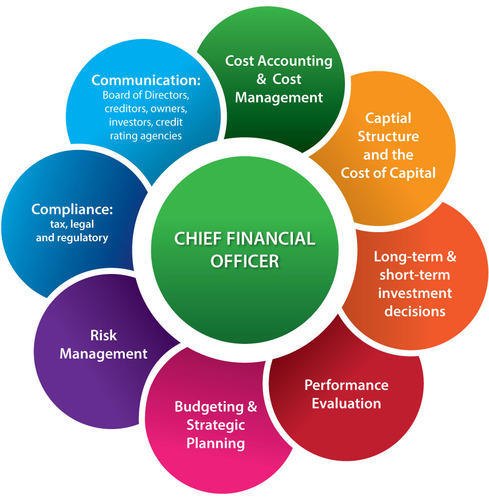 CHIEF FINANCIAL
OFFICER
Cost Accounting
& Cost
Management
Captial
Structure
and the
Cost of Capital
Long-term &
short-term
investment
decisions
Performance
Evaluation
Budgeting &
Strategic
Planning
Risk
Management
Compliance:
tax, legal
and regulatory
Communication:
Board of Directors,
creditors, owners,
investors, credit
rating agencies